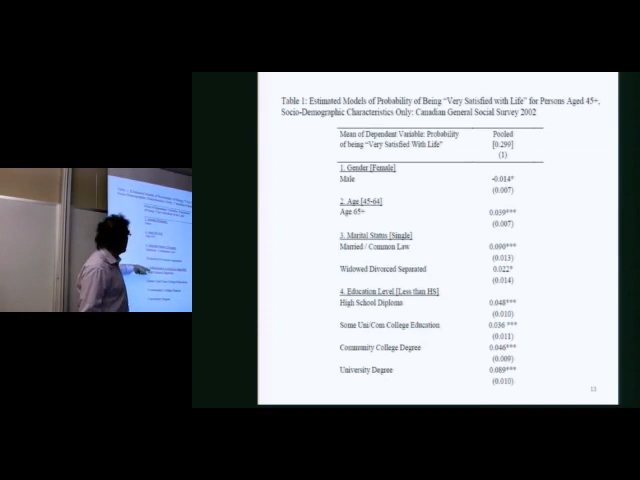 Table 1: Estimated Models of Probability of Being “Very Satisfied with Life” for Persons Aged 45+,
Socio-Demographic Characteristics Only: Canadian General Social Survey 2002
Mean of Dependent Variable: Probability Pooled
of being “Very Satisfied With Life” [0.299]
(1)
1. Gender [Female]
Male -0.014*
(0.007)
2. Age [45-64]
Age 65+ 0.039***
(0.007)
3. Marital Status [Single]
Married / Common Law 0.090***
(0.013)
Widowed Divorced Separated 0.022*
(0.014)
4. Education Level [Less than HS]
High School Diploma 0.048***
(0.010)
Some Uni/Com College Education 0.036 ***
(0.011)
Community College Degree 0.046***
(0.009)
University Degree 0.089***
(0.010)
13